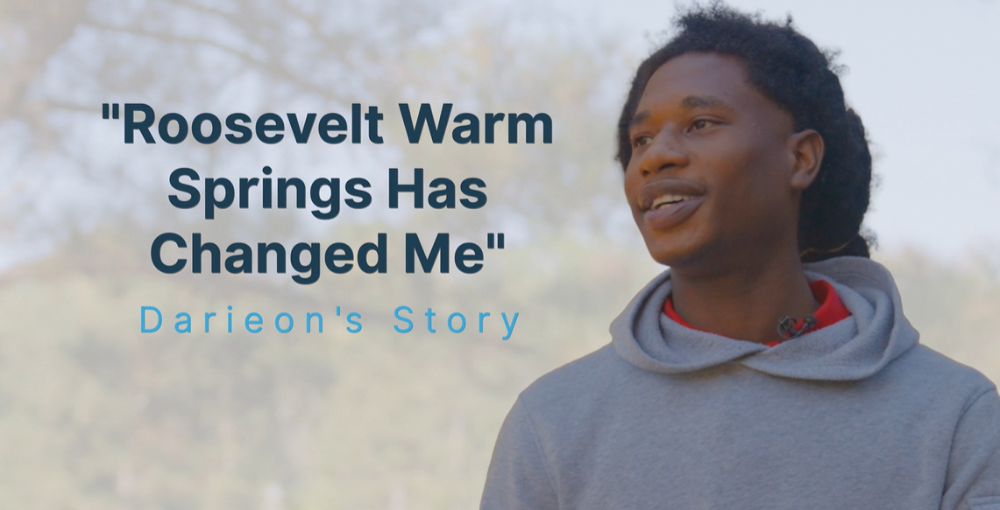 "Roosevelt Warm
Springs Has
Changed Me"
Darieon's Story